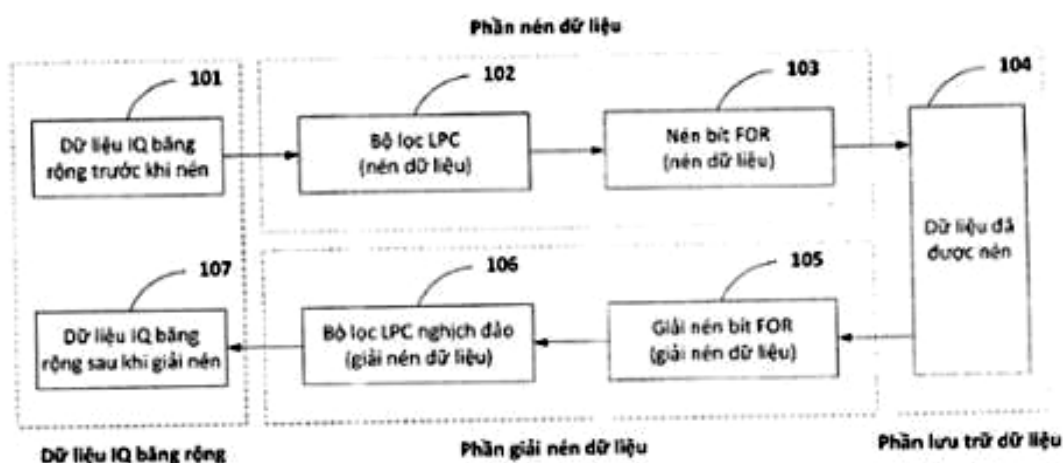 Phần nén dữ liệu
101
102
103
104
Dữ liệu IQ băng
rộng trước khi nén
Bộ lọc LPC
(nén dữ liệu)
Nén bít FOR
(nén dữ liệu)
Dữ liệu đã
được nén
107
106
105
Dữ liệu IQ băng
rộng sau khi giải nén
Bộ lọc LPC nghịch đảo
(giải nén dữ liệu)
Giải nén bít FOR
(giải nén dữ liệu)
Dữ liệu IQ băng rộng
Phần giải nén dữ liệu
Phần lưu trữ dữ liệu